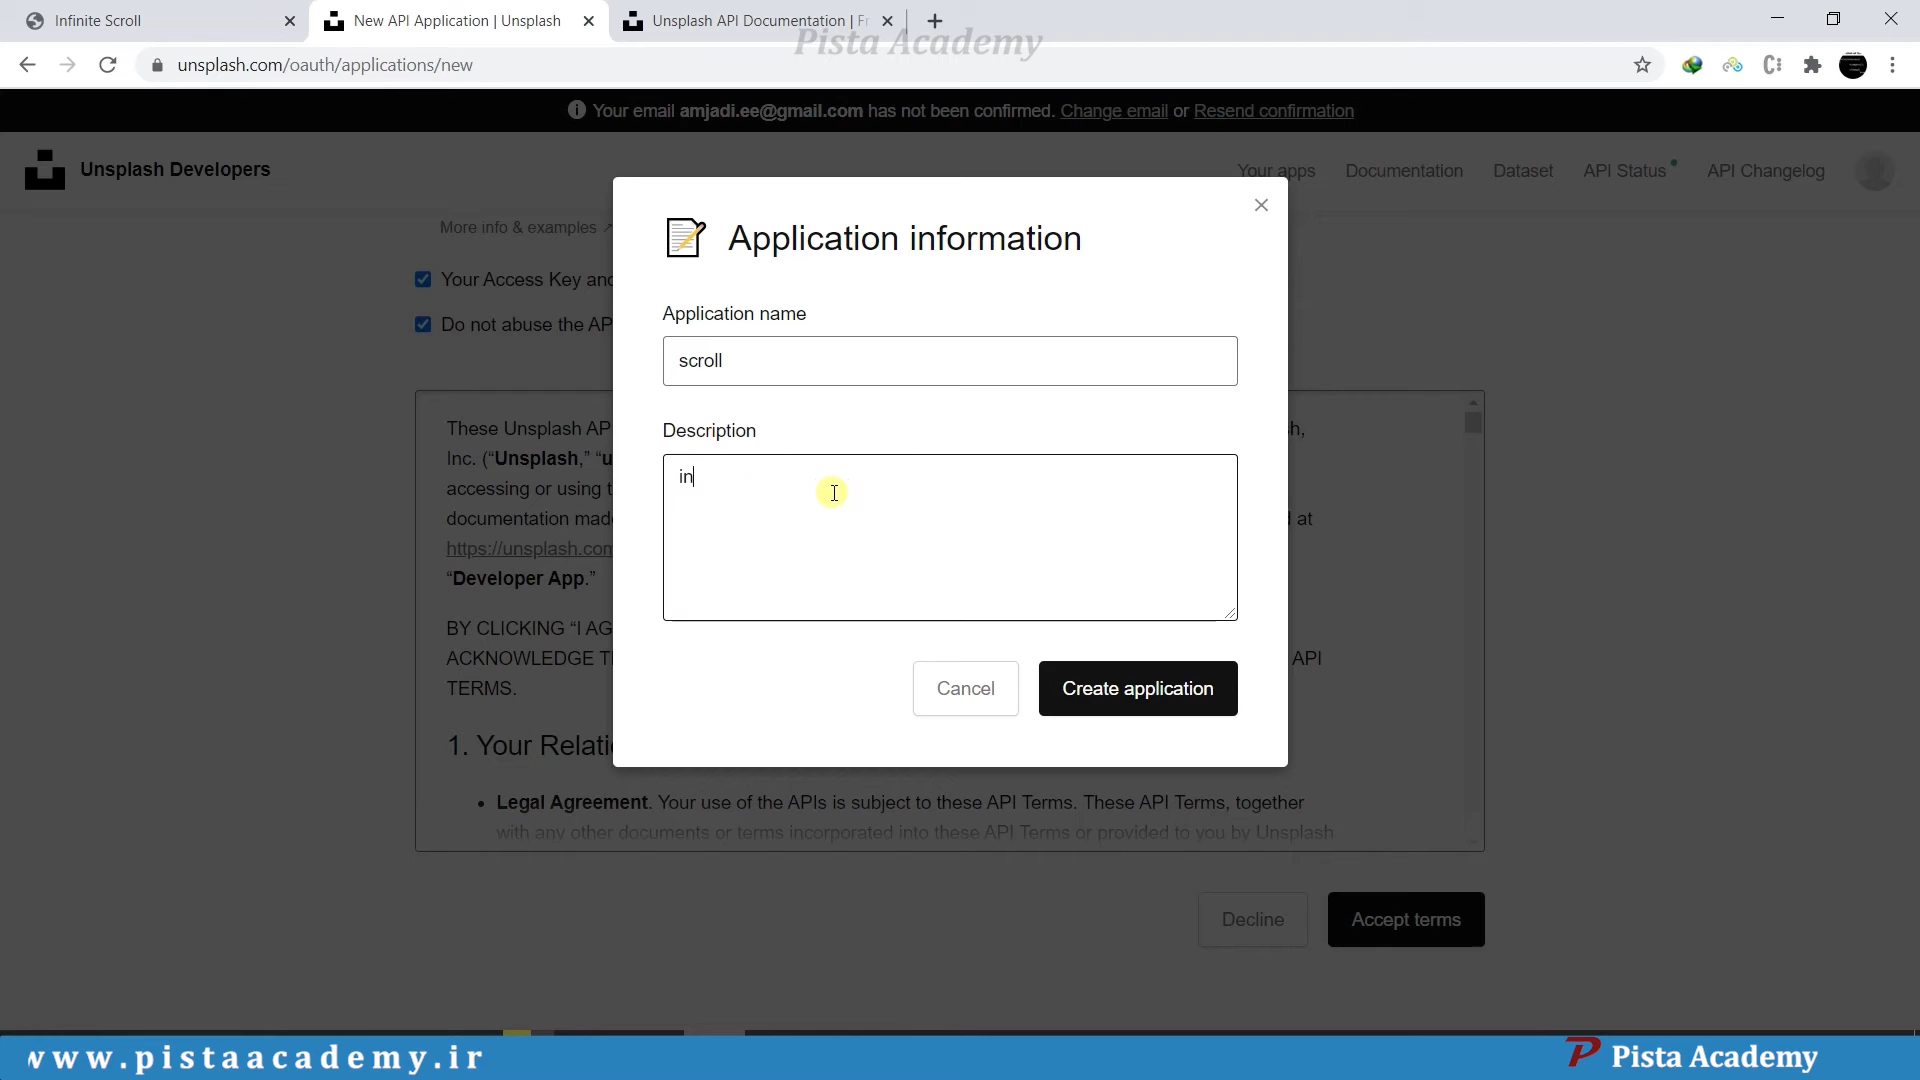 Infinite Scroll
New API Application | Unsplash
Unsplash API Documentation | Fr
Pista Academy
unsplash.com/oauth/applications/new
Your email amjadi.ee@gmail.com has not been confirmed. Change email or Resend confirmation
Unsplash Developers
Your apps
Documentation
Dataset
API Status
API Changelog
More info & examples
Your Access Key and
Do not abuse the AP
Application information
Application name
scroll
Description
in
Cancel
Create application
These Unsplash AP
h,
Inc. (“Unsplash,” “u
accessing or using t
documentation made
d at
https://unsplash.com
“Developer App.”
BY CLICKING “I AG
ACKNOWLEDGE T
API
TERMS.
1. Your Relati
• Legal Agreement. Your use of the APIs is subject to these API Terms. These API Terms, together
with any other documents or terms incorporated into these API Terms or provided to you by Unsplash
Decline
Accept terms
www.pistaacademy.ir
Pista Academy